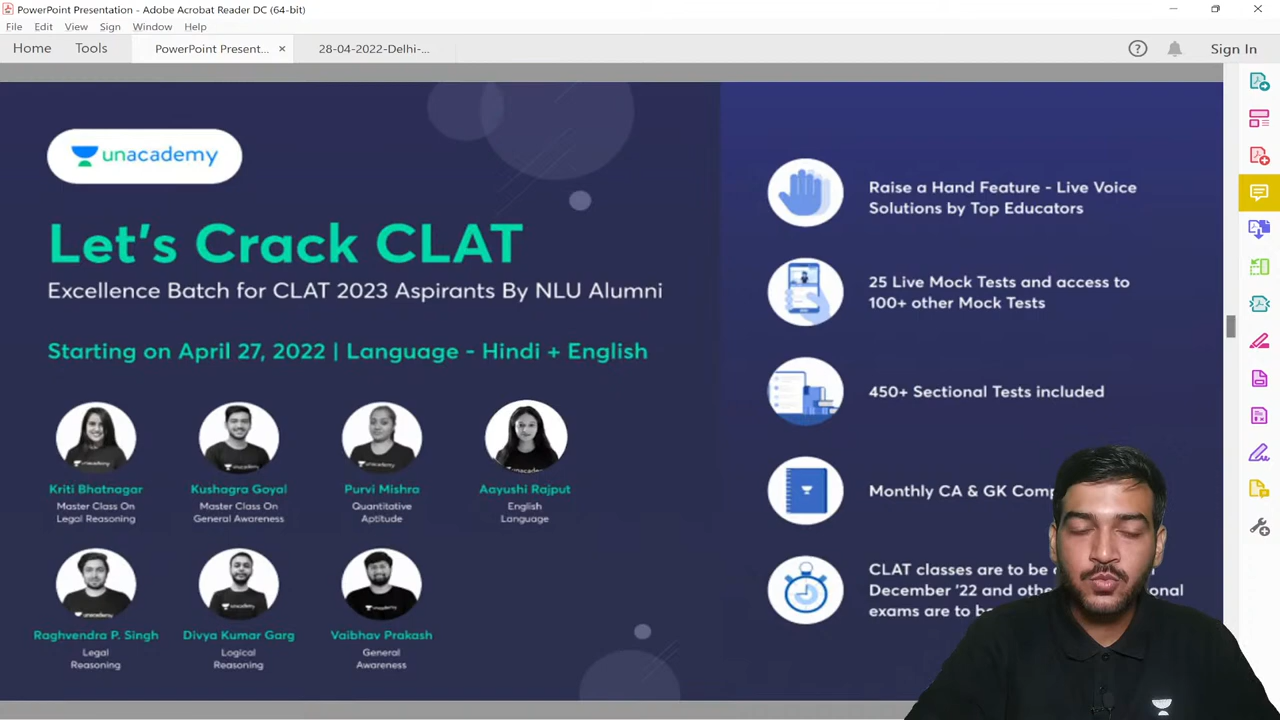 PowerPoint Presentation - Adobe Acrobat Reader DC (64-bit)
File Edit View Sign Window Help
Home Tools PowerPoint Present... × 28-04-2022-Delhi-... Sign In
unacademy
Let's Crack CLAT
Excellence Batch for CLAT 2023 Aspirants By NLU Alumni
Starting on April 27, 2022 | Language - Hindi + English
Kriti Bhatnagar
Master Class On
Legal Reasoning
Kushagra Goyal
Master Class On
General Awareness
Purvi Mishra
Quantitative
Aptitude
Aayushi Rajput
English
Language
Raghvendra P. Singh
Legal
Reasoning
Divya Kumar Garg
Logical
Reasoning
Vaibhav Prakash
General
Awareness
Raise a Hand Feature - Live Voice
Solutions by Top Educators
25 Live Mock Tests and access to
100+ other Mock Tests
450+ Sectional Tests included
Monthly CA & GK
CLAT classes are to be
December '22 and
exams are to